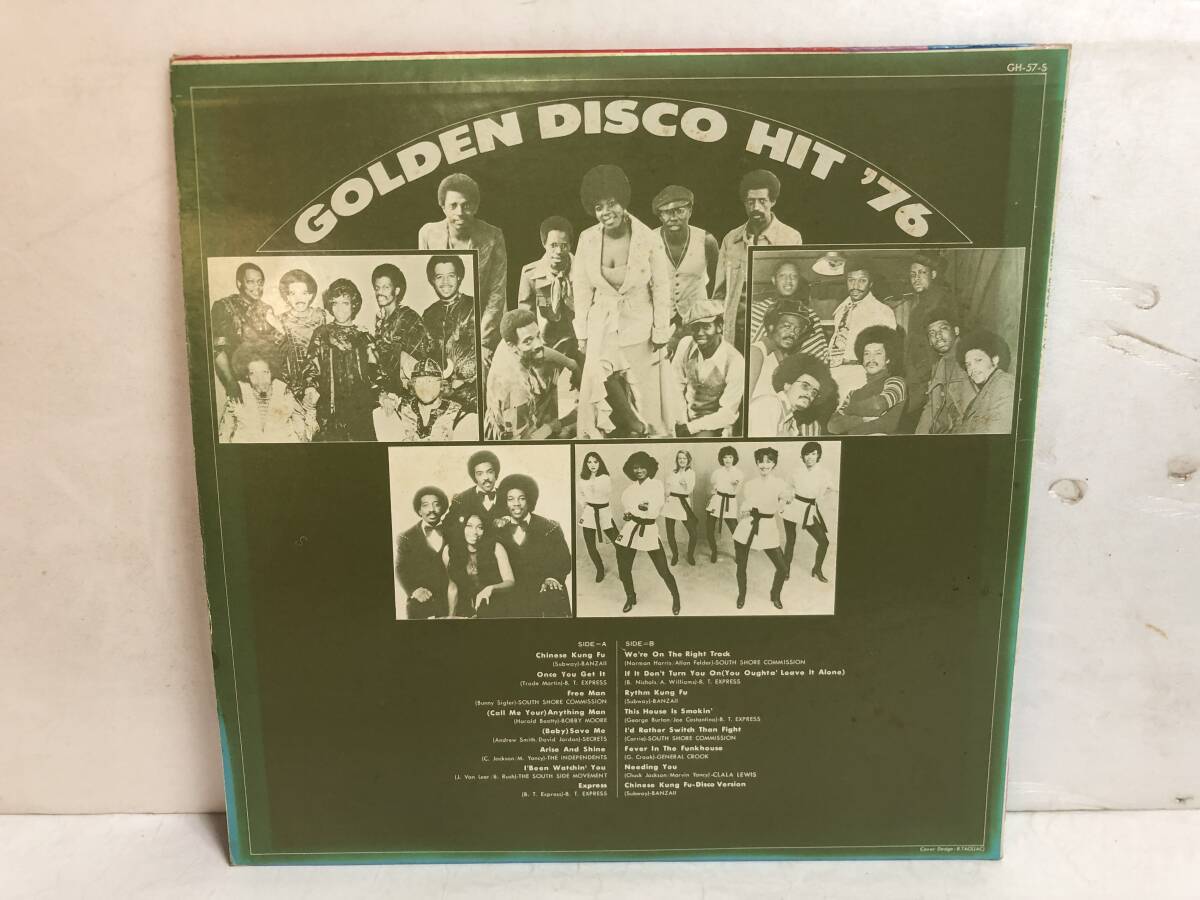 GH-57-S
GOLDEN DISCO HIT '76
SIDE-A
Chinese Kung Fu
(Subway)-BANZAII
Once You Get It
(Trade Martin)-B. T. EXPRESS
Free Man
(Bunny Sigler)-SOUTH SHORE COMMISSION
(Call Me Your)Anything Man
(Harold Beatty)-BOBBY MOORE
(Baby)Save Me
(Andrew Smith/David Jordan)-SECRETS
Arise And Shine
(C. Jackson/M. Yancy)-THE INDEPENDENTS
I'Been Watchin' You
(J. Van Leer/B. Rush)-THE SOUTH SIDE MOVEMENT
Express
(B. T. Express)-B. T. EXPRESS
SIDE-B
We're On The Right Track
(Norman Harris/Allan Felder)-SOUTH SHORE COMMISSION
If It Don't Turn You On(You Oughta' Leave It Alone)
(B. Nichols/A. Williams)-B. T. EXPRESS
Rythm Kung Fu
(Subway)-BANZAII
This House Is Smokin'
(George Burton/Joe Costantino)-B. T. EXPRESS
I'd Rather Switch Than Fight
(Carrie)-SOUTH SHORE COMMISSION
Fever In The Funkhouse
(G. Crook)-GENERAL CROOK
Needing You
(Chuck Jackson/Marvin Yancy)-CLALA LEWIS
Chinese Kung Fu-Disco Version
(Subway)-BANZAII
Cover Design: